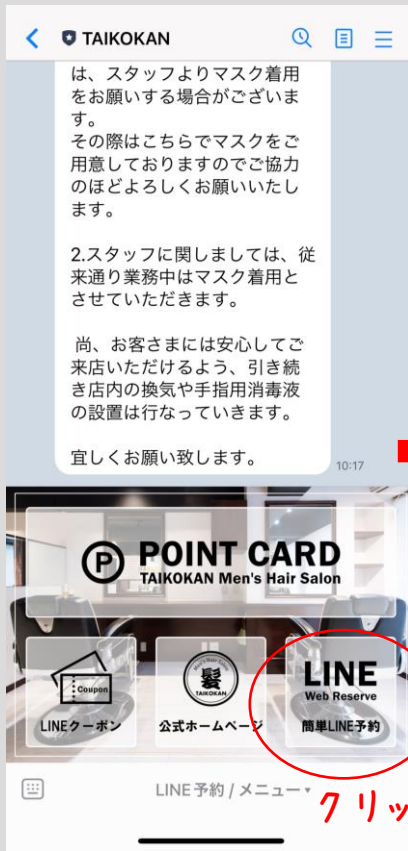 TAIKOKAN
は、スタッフよりマスク着用
をお願いする場合がございま
す。
その際はこちらでマスクをご
用意しておりますのでご協力
のほどよろしくお願いいたし
ます。
2.スタッフに関しましては、従
来通り業務中はマスク着用と
させていただきます。
尚、お客さまには安心してご
来店いただけるよう、引き続
き店内の換気や手指用消毒液
の設置は行なっていきます。
宜しくお願い致します。
10:17
P POINT CARD
TAIKOKAN Men's Hair Salon
Coupon
LINEクーポン
Men's Hair Salon
髪
TAIKOKAN
公式ホームページ
LINE
Web Reserve
簡単LINE予約
LINE予約 / メニュー▾
クリッ